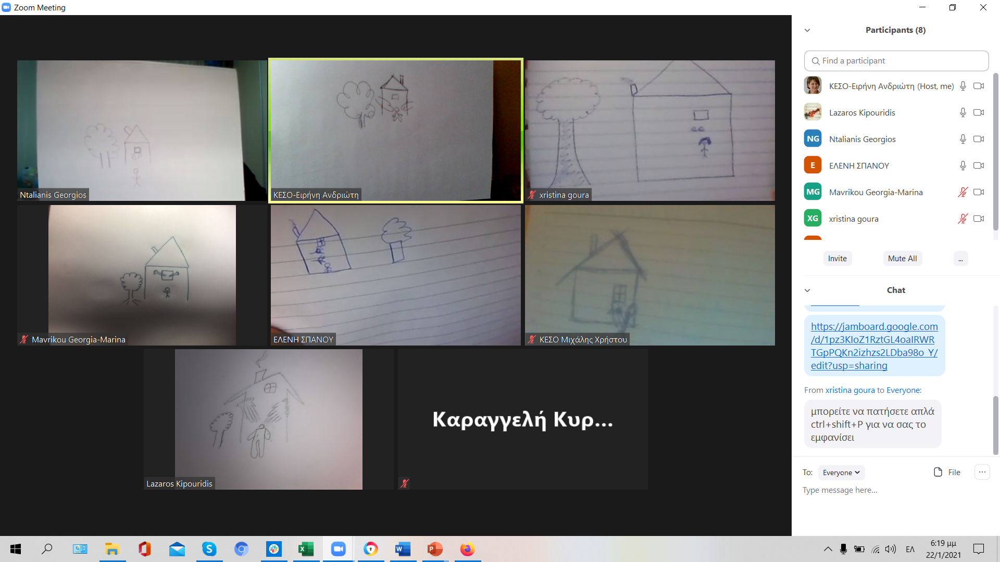 Zoom Meeting
Ntalianis Georgios
ΚΕΣΟ-Ειρήνη Ανδριώτη
xristina goura
Mavrikou Georgia-Marina
ΕΛΕΝΗ ΣΠΑΝΟΥ
ΚΕΣΟ Μιχάλης Χρήστου
Lazaros Kipouridis
Καραγγελή Κυρ...
Participants (8)
Find a participant
ΚΕΣΟ-Ειρήνη Ανδριώτη (Host, me)
Lazaros Kipouridis
NG Ntalianis Georgios
E ΕΛΕΝΗ ΣΠΑΝΟΥ
MG Mavrikou Georgia-Marina
XG xristina goura
Invite Mute All ...
Chat
https://jamboard.google.com
/d/1pz3KIoZ1RztGL4oaIRWR
TGpPQKn2izhzs2LDba98o_Y/
edit?usp=sharing
From xristina goura to Everyone:
μπορείτε να πατήσετε απλά
ctrl+shift+P για να σας το
εμφανίσει
To: Everyone File ...
Type message here...
ΕΛ
6:19 μμ
22/1/2021